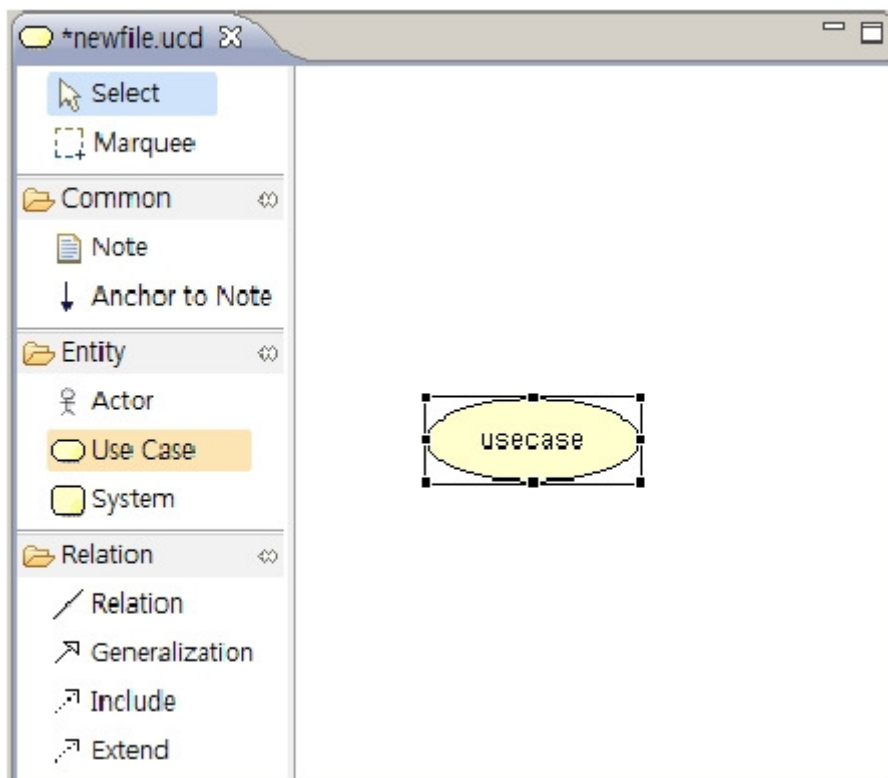 *newfile.ucd
Select
Marquee
Common
Note
Anchor to Note
Entity
Actor
Use Case
usecase
System
Relation
Relation
Generalization
Include
Extend